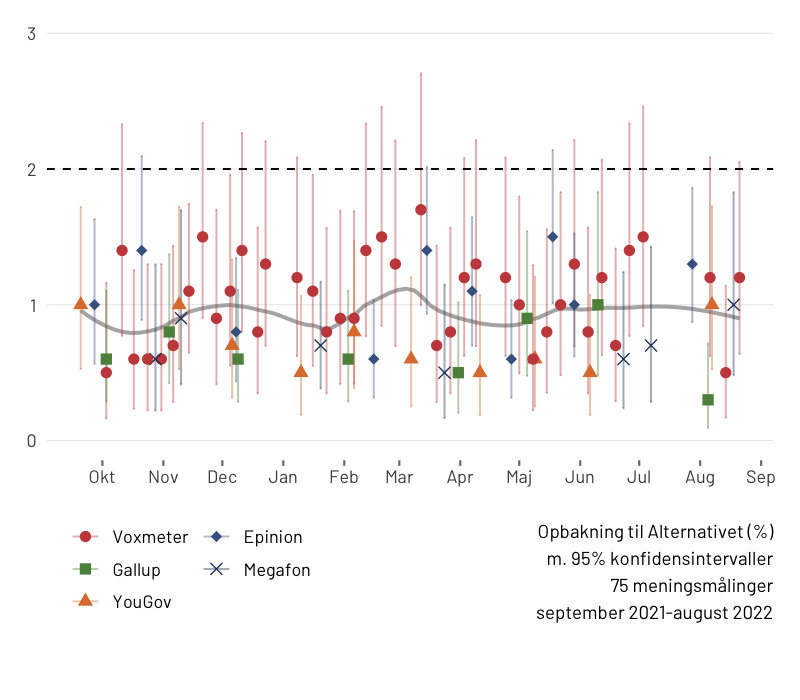 3
2
1
0
Okt Nov Dec Jan Feb Mar Apr Maj Jun Jul Aug Sep
Voxmeter Epinion
Gallup Megafon
YouGov
Opbakning til Alternativet (%)
m. 95% konfidensintervaller
75 meningsmålinger
september 2021-august 2022